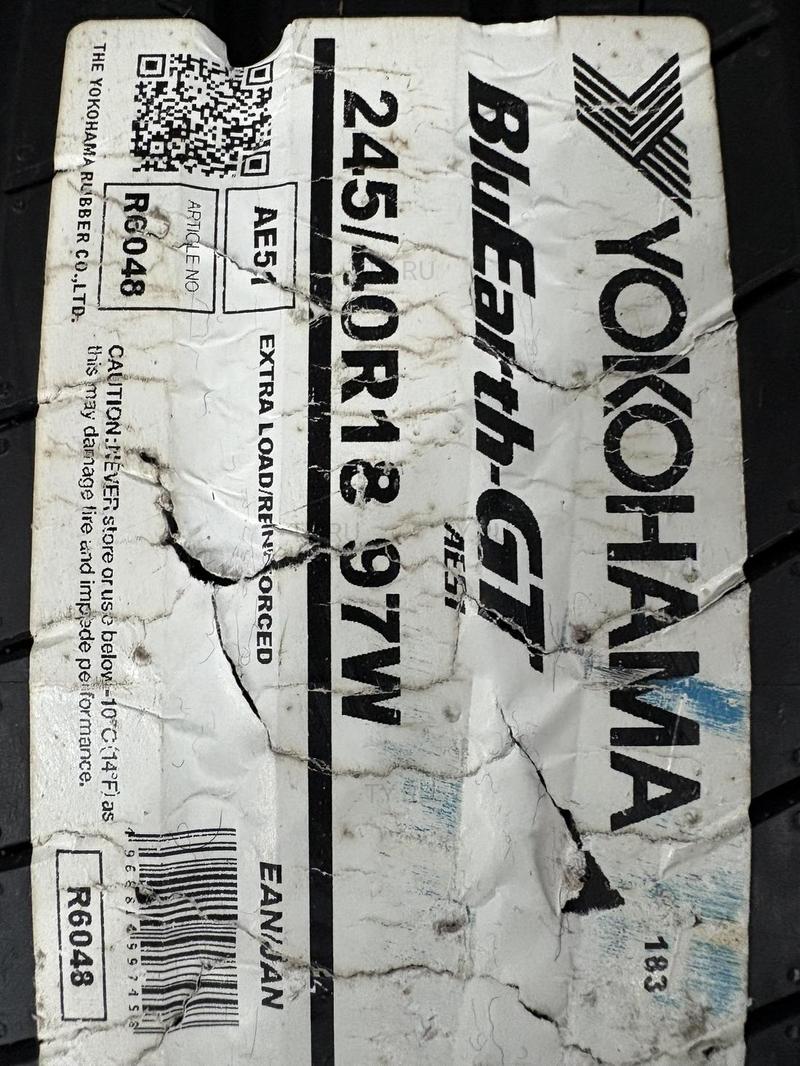 YOKOHAMA
183
BluEarth-GT
AE51
245/40R18 97W
AE51
EXTRA LOAD/REINFORCED
EAN/JAN
ARTICLE NO
R6048
CAUTION: NEVER store or use below -10°C (14°F) as
this may damage tire and impede performance.
R6048
THE YOKOHAMA RUBBER CO.,LTD.